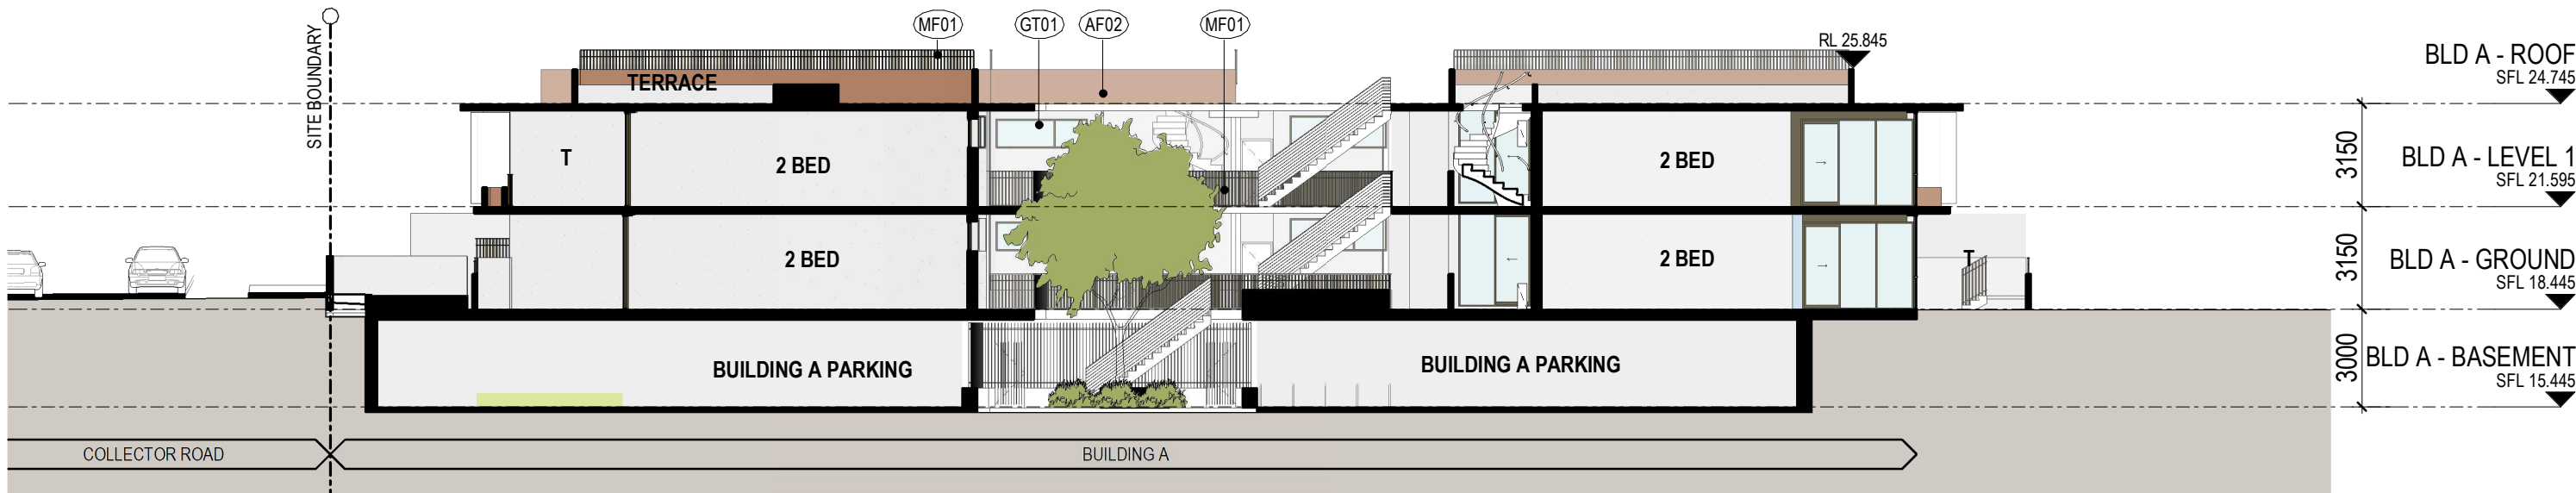 MF01
GT01
AF02
MF01
SITE BOUNDARY
RL 25.845
BLD A - ROOF
SFL 24.745
TERRACE
T
2 BED
2 BED
3150
BLD A - LEVEL 1
SFL 21.595
2 BED
2 BED
T
3150
BLD A - GROUND
SFL 18.445
BUILDING A PARKING
BUILDING A PARKING
3000
BLD A - BASEMENT
SFL 15.445
COLLECTOR ROAD
BUILDING A